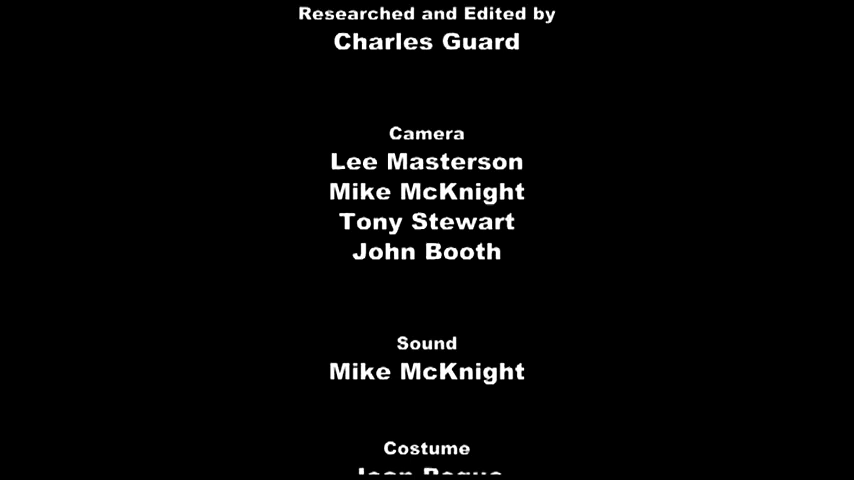 Researched and Edited by
Charles Guard
Camera
Lee Masterson
Mike McKnight
Tony Stewart
John Booth
Sound
Mike McKnight
Costume